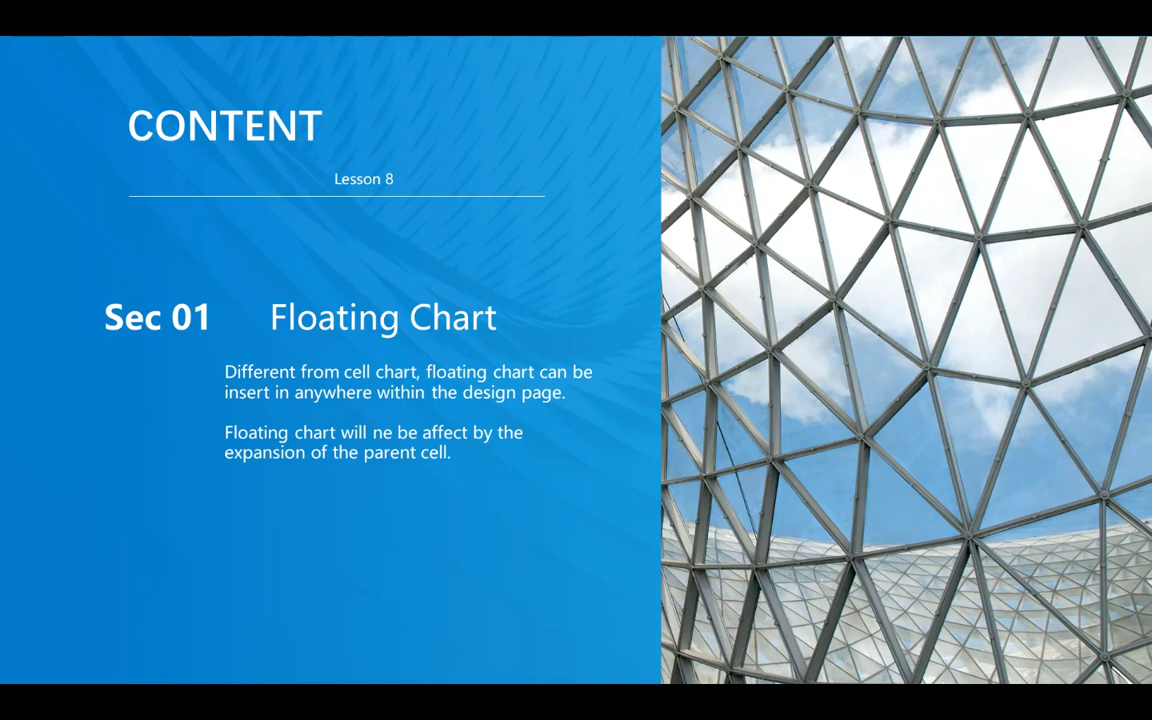 CONTENT
Lesson 8
Sec 01 Floating Chart
Different from cell chart, floating chart can be
insert in anywhere within the design page.
Floating chart will ne be affect by the
expansion of the parent cell.